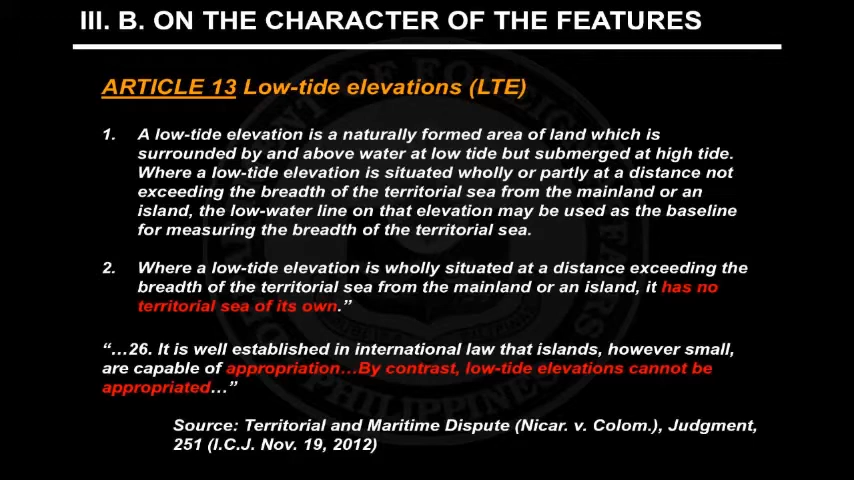 III. B. ON THE CHARACTER OF THE FEATURES
ARTICLE 13 Low-tide elevations (LTE)
1. A low-tide elevation is a naturally formed area of land which is
surrounded by and above water at low tide but submerged at high tide.
Where a low-tide elevation is situated wholly or partly at a distance not
exceeding the breadth of the territorial sea from the mainland or an
island, the low-water line on that elevation may be used as the baseline
for measuring the breadth of the territorial sea.
2. Where a low-tide elevation is wholly situated at a distance exceeding the
breadth of the territorial sea from the mainland or an island, it has no
territorial sea of its own.”
“…26. It is well established in international law that islands, however small,
are capable of appropriation…By contrast, low-tide elevations cannot be
appropriated…”
Source: Territorial and Maritime Dispute (Nicar. v. Colom.), Judgment,
251 (I.C.J. Nov. 19, 2012)